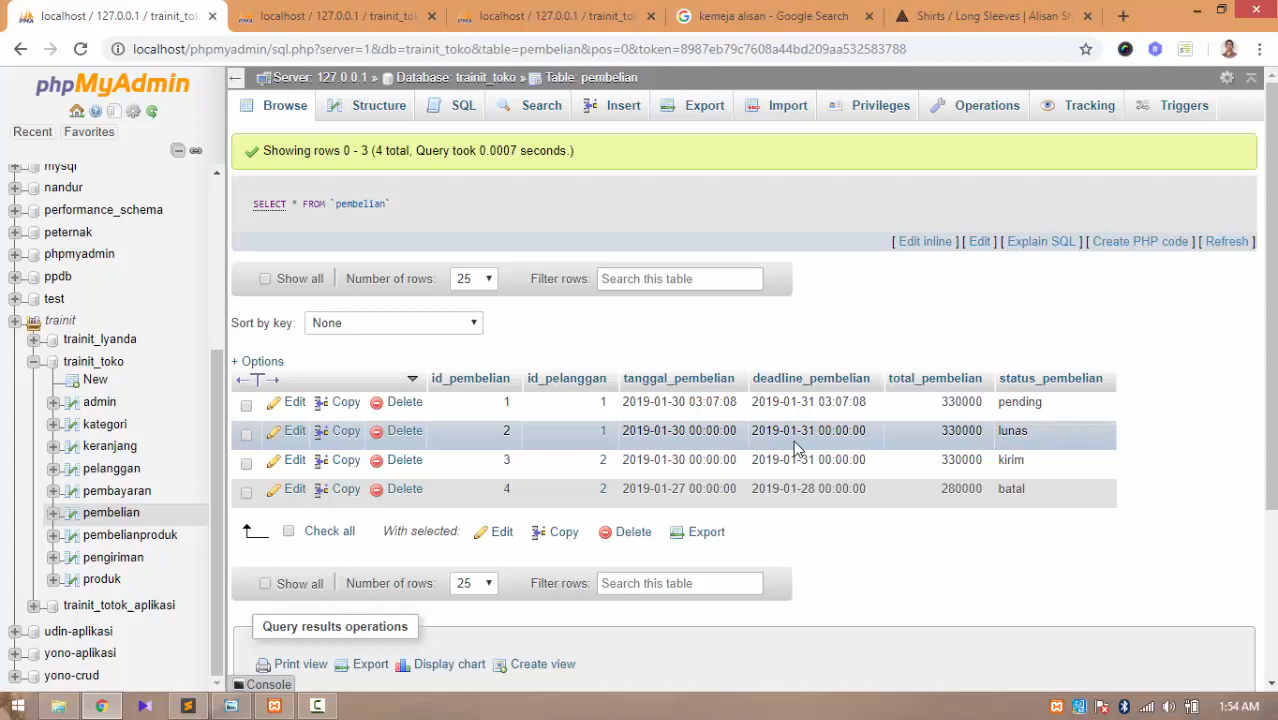 localhost / 127.0.0.1 / trainit_to
localhost / 127.0.0.1 / trainit_to
localhost / 127.0.0.1 / trainit_to
kemeja alisan - Google Search
Shirts / Long Sleeves | Alisan Sh
localhost/phpmyadmin/sql.php?server=1&db=trainit_toko&table=pembelian&pos=0&token=8987eb79c7608a44bd209aa532583788
phpMyAdmin
Recent Favorites
mysql
nandur
performance_schema
peternak
phpmyadmin
ppdb
test
trainit
trainit_lyanda
trainit_toko
New
admin
kategori
keranjang
pelanggan
pembayaran
pembelian
pembelianproduk
pengiriman
produk
trainit_totok_aplikasi
udin-aplikasi
yono-aplikasi
yono-crud
Server: 127.0.0.1 » Database: trainit_toko » Table: pembelian
Browse Structure SQL Search Insert Export Import Privileges Operations Tracking Triggers
Showing rows 0 - 3 (4 total, Query took 0.0007 seconds.)
SELECT * FROM `pembelian`
[ Edit inline ] [ Edit ] [ Explain SQL ] [ Create PHP code ] [ Refresh ]
Show all Number of rows: 25 Filter rows: Search this table
Sort by key: None
+ Options
id_pembelian id_pelanggan tanggal_pembelian deadline_pembelian total_pembelian status_pembelian
Edit Copy Delete 1 1 2019-01-30 03:07:08 2019-01-31 03:07:08 330000 pending
Edit Copy Delete 2 1 2019-01-30 00:00:00 2019-01-31 00:00:00 330000 lunas
Edit Copy Delete 3 2 2019-01-30 00:00:00 2019-01-31 00:00:00 330000 kirim
Edit Copy Delete 4 2 2019-01-27 00:00:00 2019-01-28 00:00:00 280000 batal
Check all With selected: Edit Copy Delete Export
Show all Number of rows: 25 Filter rows: Search this table
Query results operations
Print view Export Display chart Create view
Console
1:54 AM